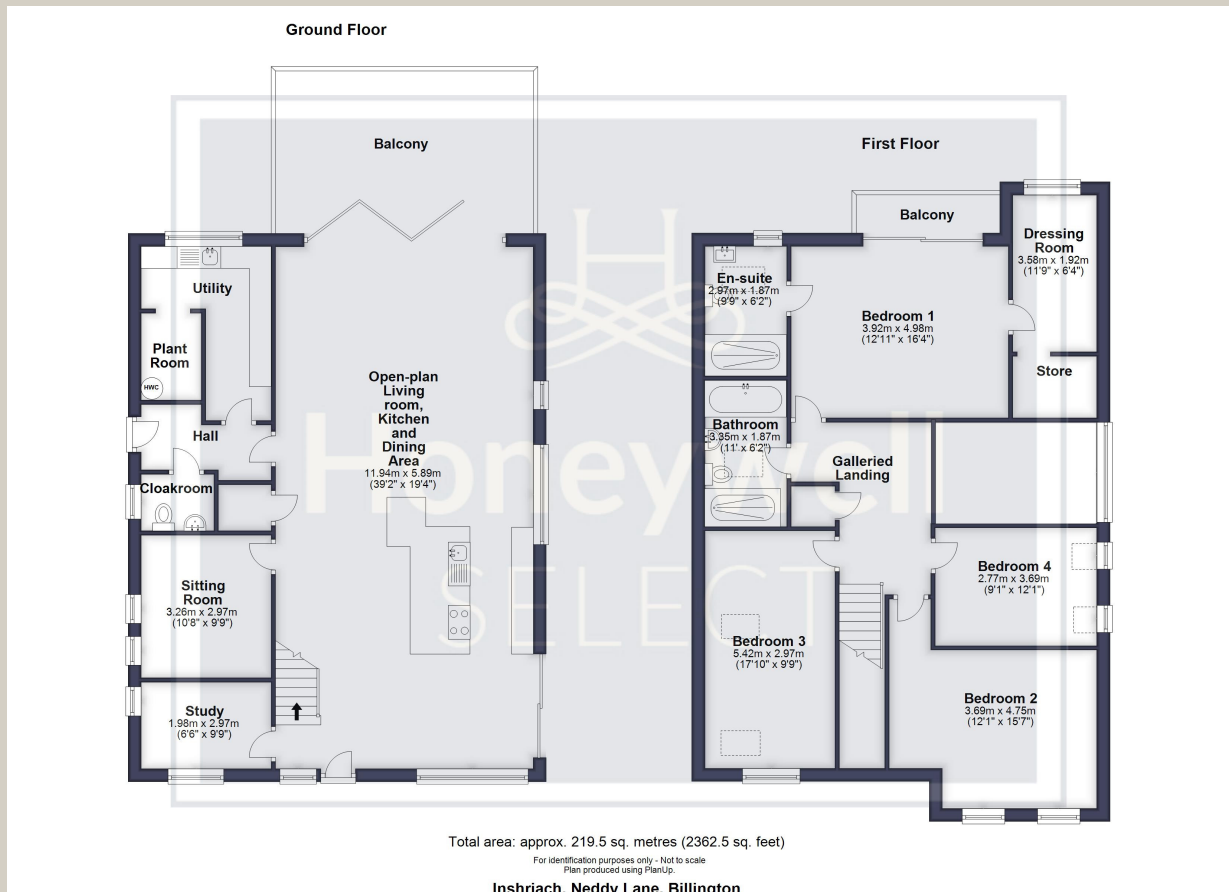 Ground Floor
Balcony
Utility
Plant
Room
HWC
Hall
Cloakroom
Open-plan
Living
room,
Kitchen
and
Dining
Area
11.94m x 5.89m
(39'2" x 19'4")
Sitting
Room
3.26m x 2.97m
(10'8" x 9'9")
Study
1.98m x 2.97m
(6'6" x 9'9")
First Floor
Balcony
Dressing
Room
3.58m x 1.92m
(11'9" x 6'4")
En-suite
2.97m x 1.87m
(9'9" x 6'2")
Bedroom 1
3.92m x 4.98m
(12'11" x 16'4")
Store
Bathroom
3.35m x 1.87m
(11' x 6'2")
Galleried
Landing
Bedroom 4
2.77m x 3.69m
(9'1" x 12'1")
Bedroom 3
5.42m x 2.97m
(17'10" x 9'9")
Bedroom 2
3.69m x 4.75m
(12'1" x 15'7")
Honeywell
SELECT
Total area: approx. 219.5 sq. metres (2362.5 sq. feet)
For identification purposes only - Not to scale
Plan produced using PlanUp.
Inshriach, Neddy Lane, Billington